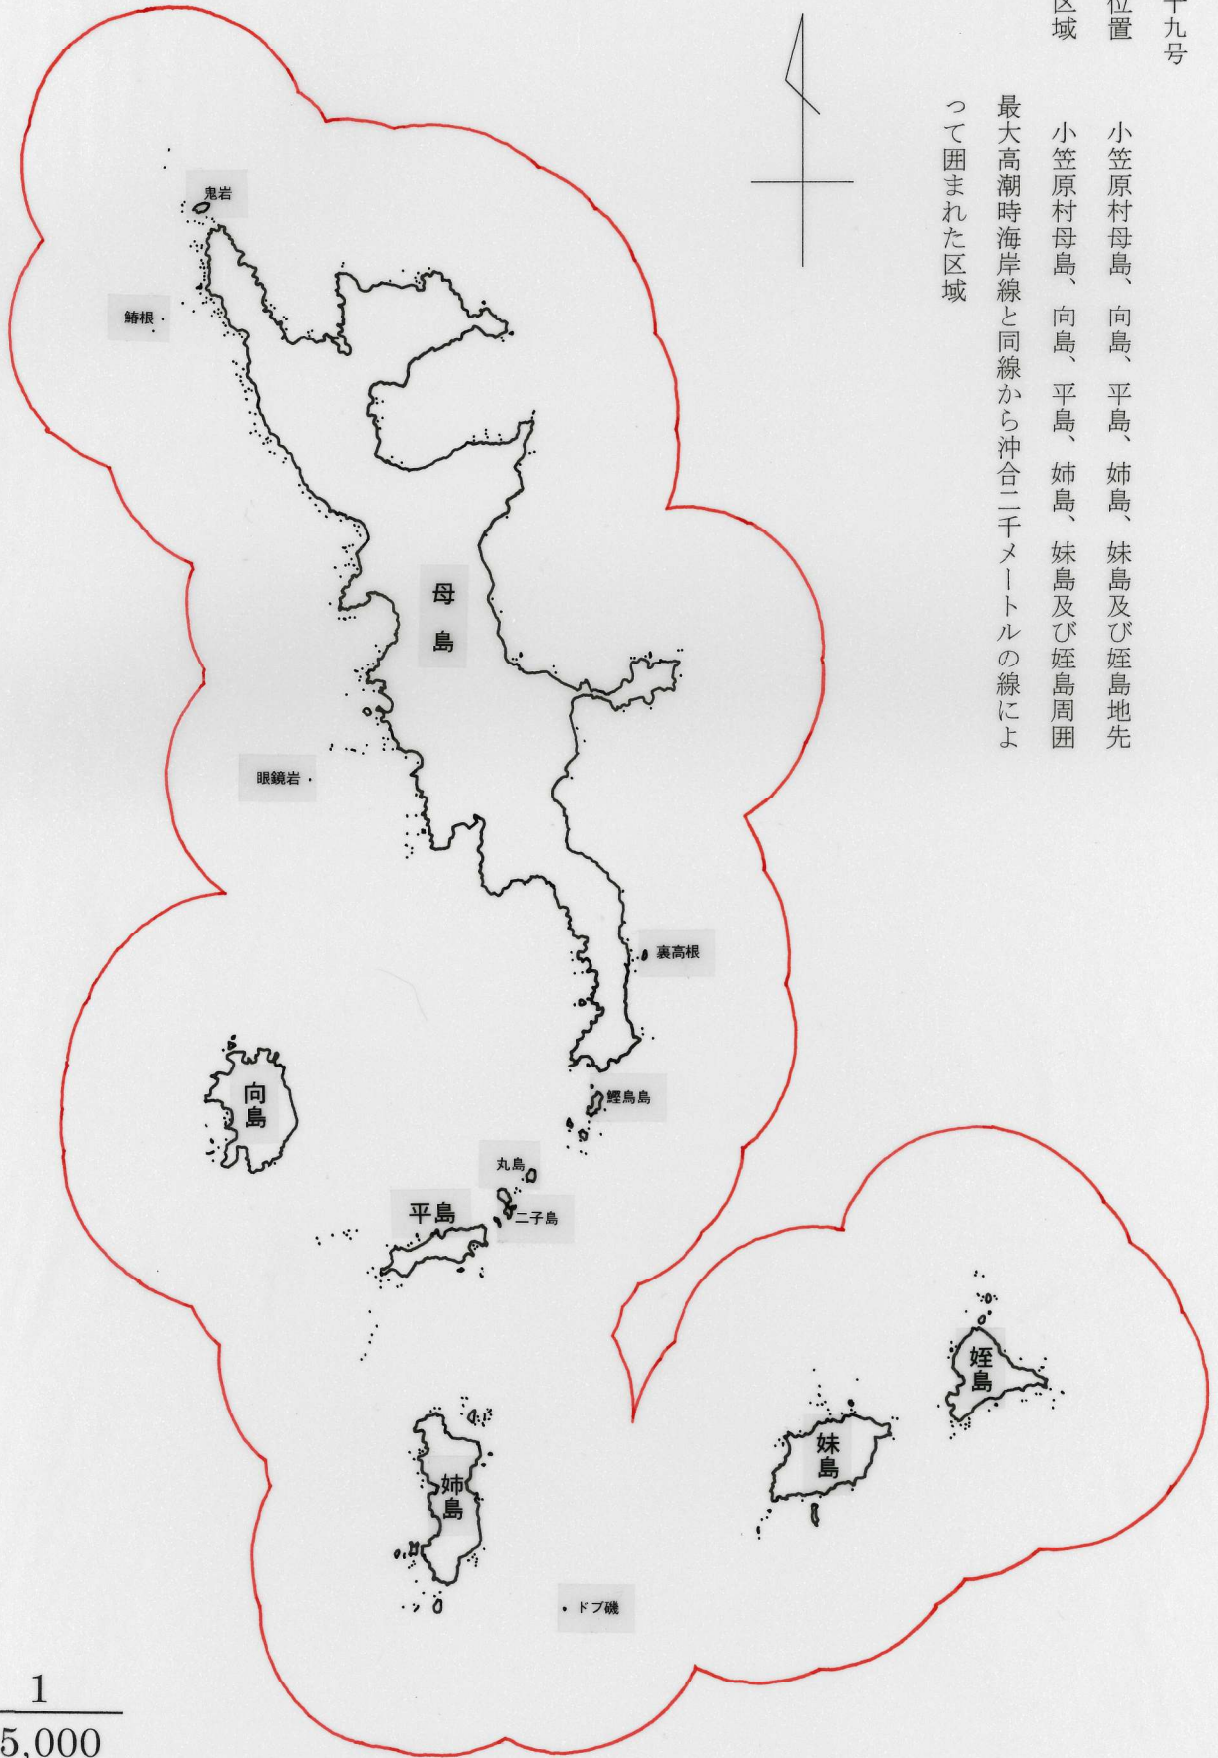 十九号
位置　小笠原村母島、向島、平島、姉島、妹島及び姪島地先
区域　小笠原村母島、向島、平島、姉島、妹島及び姪島周囲
最大高潮時海岸線と同線から沖合二千メートルの線によ
って囲まれた区域
鬼岩
鰆根
母島
眼鏡岩
裏高根
向島
鰹鳥島
丸島
平島
二子島
姪島
妹島
姉島
ドブ磯
1
5,000